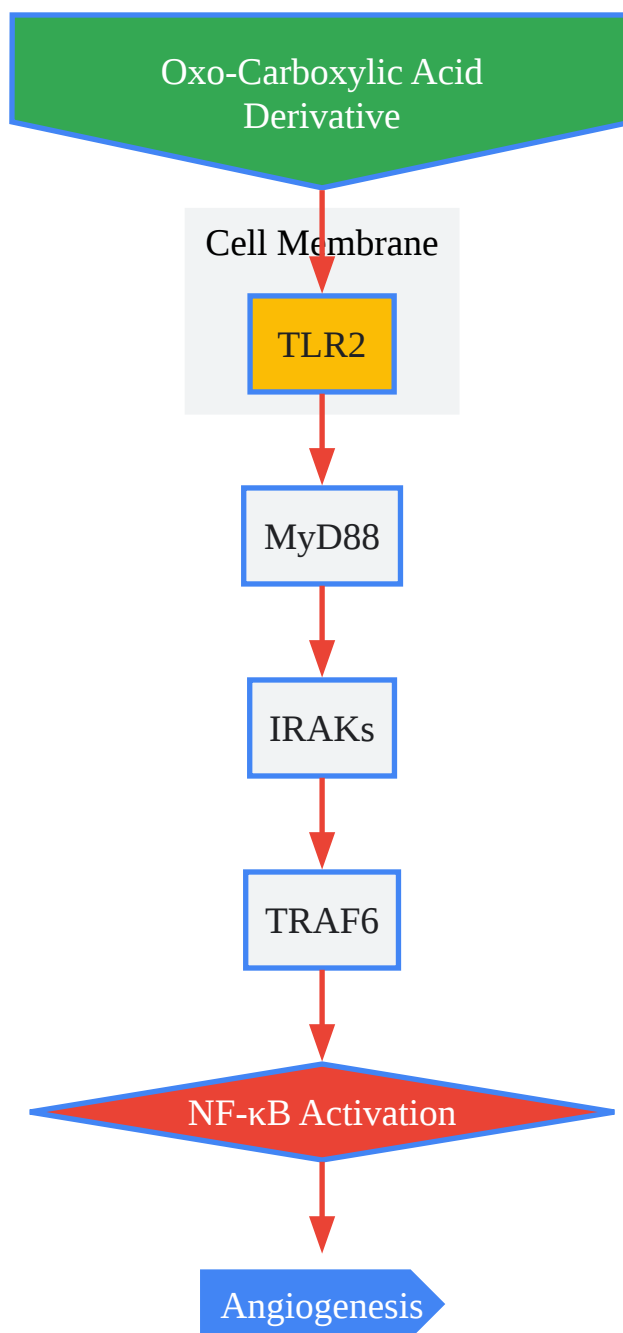 Oxo-Carboxylic Acid
Derivative
Cell Membrane
TLR2
MyD88
IRAKs
TRAF6
NF-κB Activation
Angiogenesis